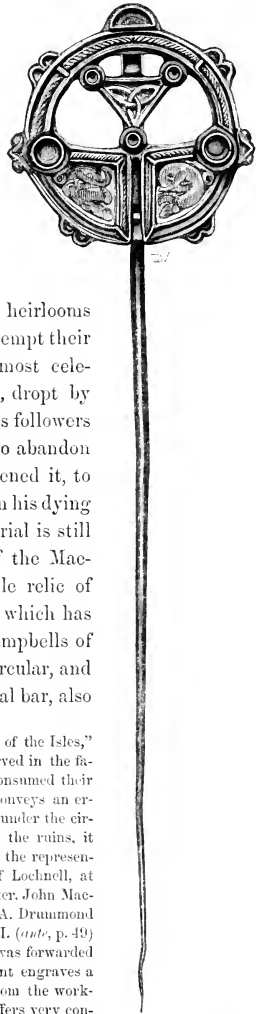 heirlooms
tempt their
most cele-
, dropt by
s followers
o abandon
ened it, to
n his dying
rial is still
f the Mac-
le relic of
which has
mpbells of
rcular, and
al bar, also
of the Isles,"
ved in the fa-
onsumed their
onveys an er-
under the cir-
the ruins, it
the represen-
f Lochnell, at
ter. John Mac-
A. Drummond
I. (ante, p. 49)
was forwarded
nt engraves a
om the work-
ffers very con-